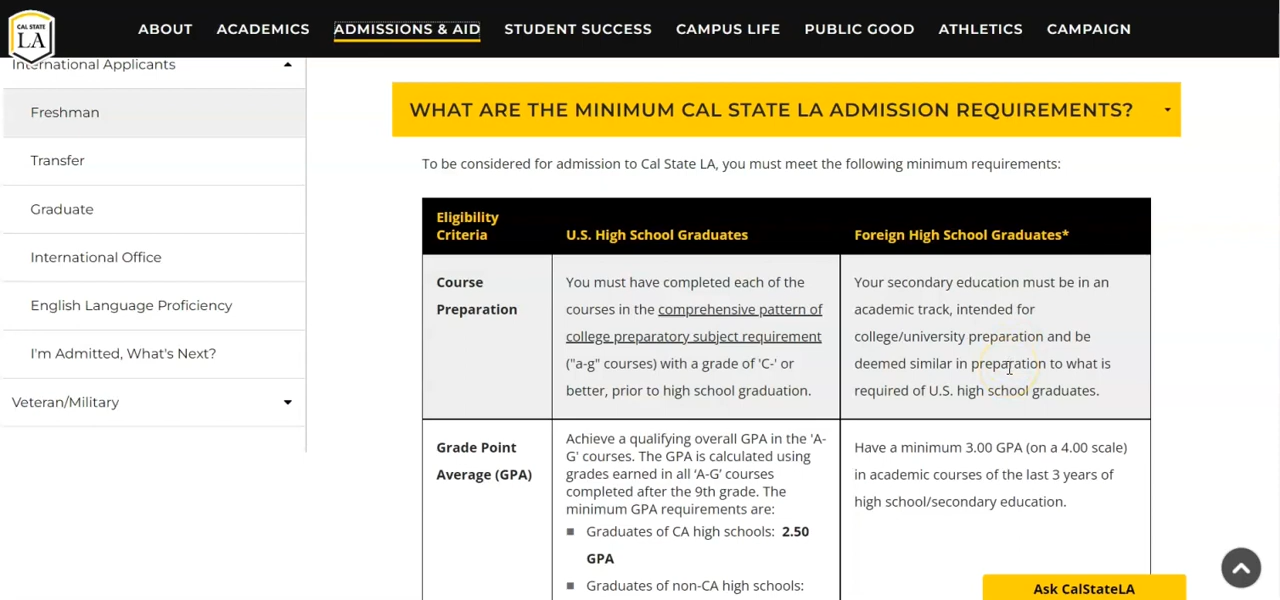 CAL STATE
LA
ABOUT
ACADEMICS
ADMISSIONS & AID
STUDENT SUCCESS
CAMPUS LIFE
PUBLIC GOOD
ATHLETICS
CAMPAIGN
International Applicants
Freshman
Transfer
Graduate
International Office
English Language Proficiency
I'm Admitted, What's Next?
Veteran/Military
WHAT ARE THE MINIMUM CAL STATE LA ADMISSION REQUIREMENTS?
To be considered for admission to Cal State LA, you must meet the following minimum requirements:
Eligibility
Criteria
U.S. High School Graduates
Foreign High School Graduates*
Course
Preparation
You must have completed each of the
courses in the comprehensive pattern of
college preparatory subject requirement
("a-g" courses) with a grade of 'C-' or
better, prior to high school graduation.
Your secondary education must be in an
academic track, intended for
college/university preparation and be
deemed similar in preparation to what is
required of U.S. high school graduates.
Grade Point
Average (GPA)
Achieve a qualifying overall GPA in the 'A-
G' courses. The GPA is calculated using
grades earned in all ‘A-G’ courses
completed after the 9th grade. The
minimum GPA requirements are:
Graduates of CA high schools: 2.50
GPA
Graduates of non-CA high schools:
Have a minimum 3.00 GPA (on a 4.00 scale)
in academic courses of the last 3 years of
high school/secondary education.
Ask CalStateLA